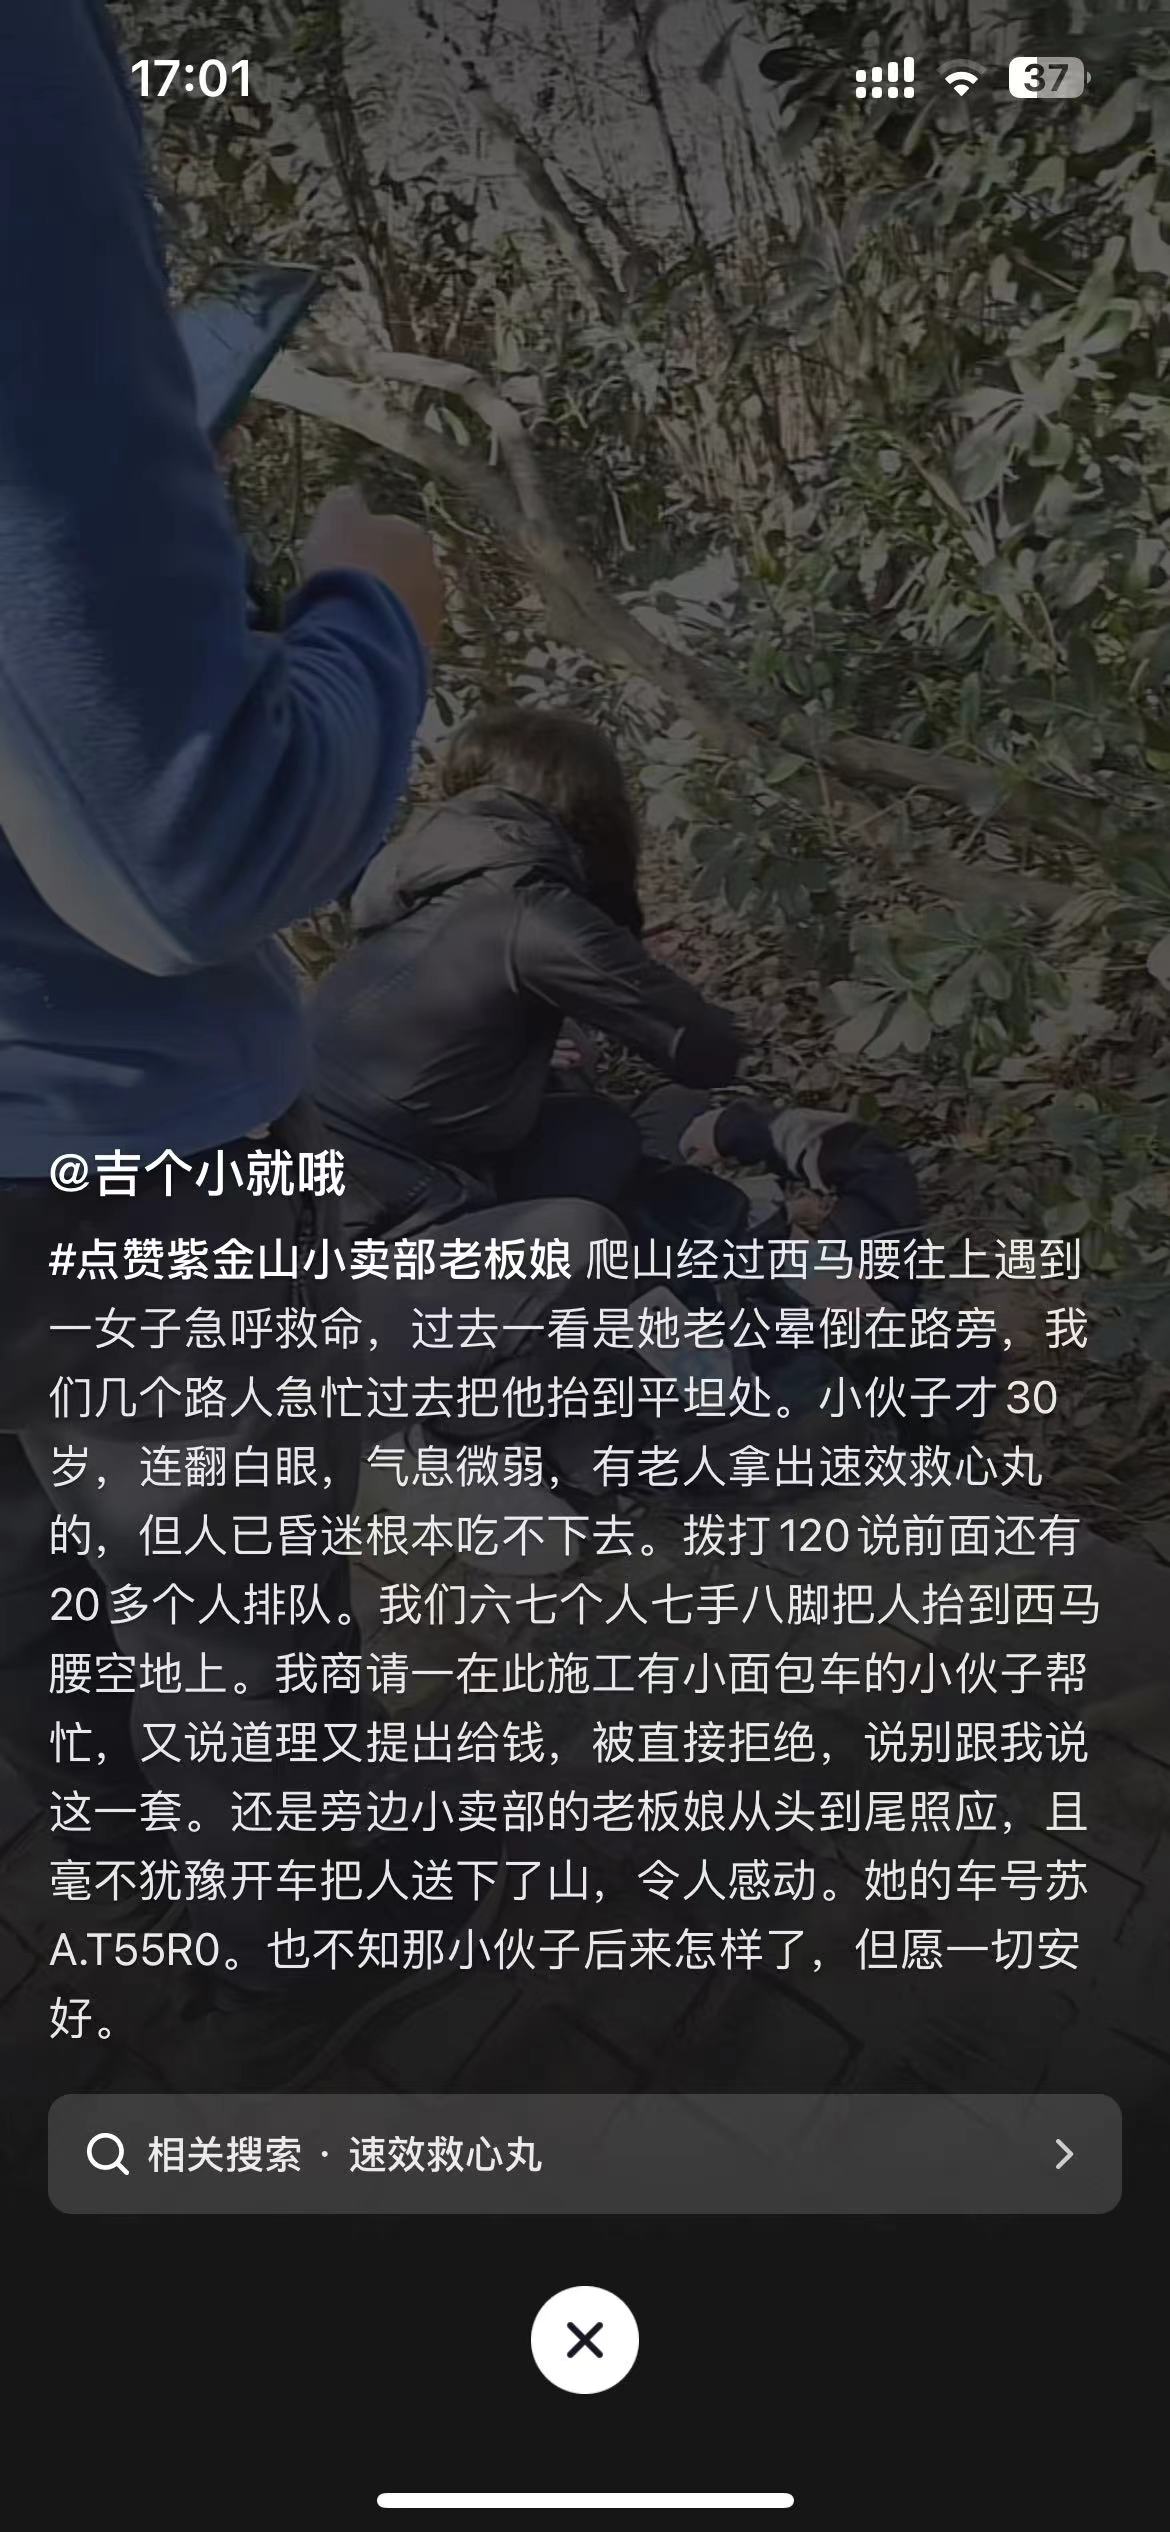 17:01
37
@吉个小就哦
#点赞紫金山小卖部老板娘 爬山经过西马腰往上遇到
一女子急呼救命，过去一看是她老公晕倒在路旁，我
们几个路人急忙过去把他抬到平坦处。小伙子才30
岁，连翻白眼，气息微弱，有老人拿出速效救心丸
的，但人已昏迷根本吃不下去。拨打120说前面还有
20多个人排队。我们六七个人七手八脚把人抬到西马
腰空地上。我商请一在此施工有小面包车的小伙子帮
忙，又说道理又提出给钱，被直接拒绝，说别跟我说
这一套。还是旁边小卖部的老板娘从头到尾照应，且
毫不犹豫开车把人送下了山，令人感动。她的车号苏
A.T55R0。也不知那小伙子后来怎样了，但愿一切安
好。
相关搜索 · 速效救心丸